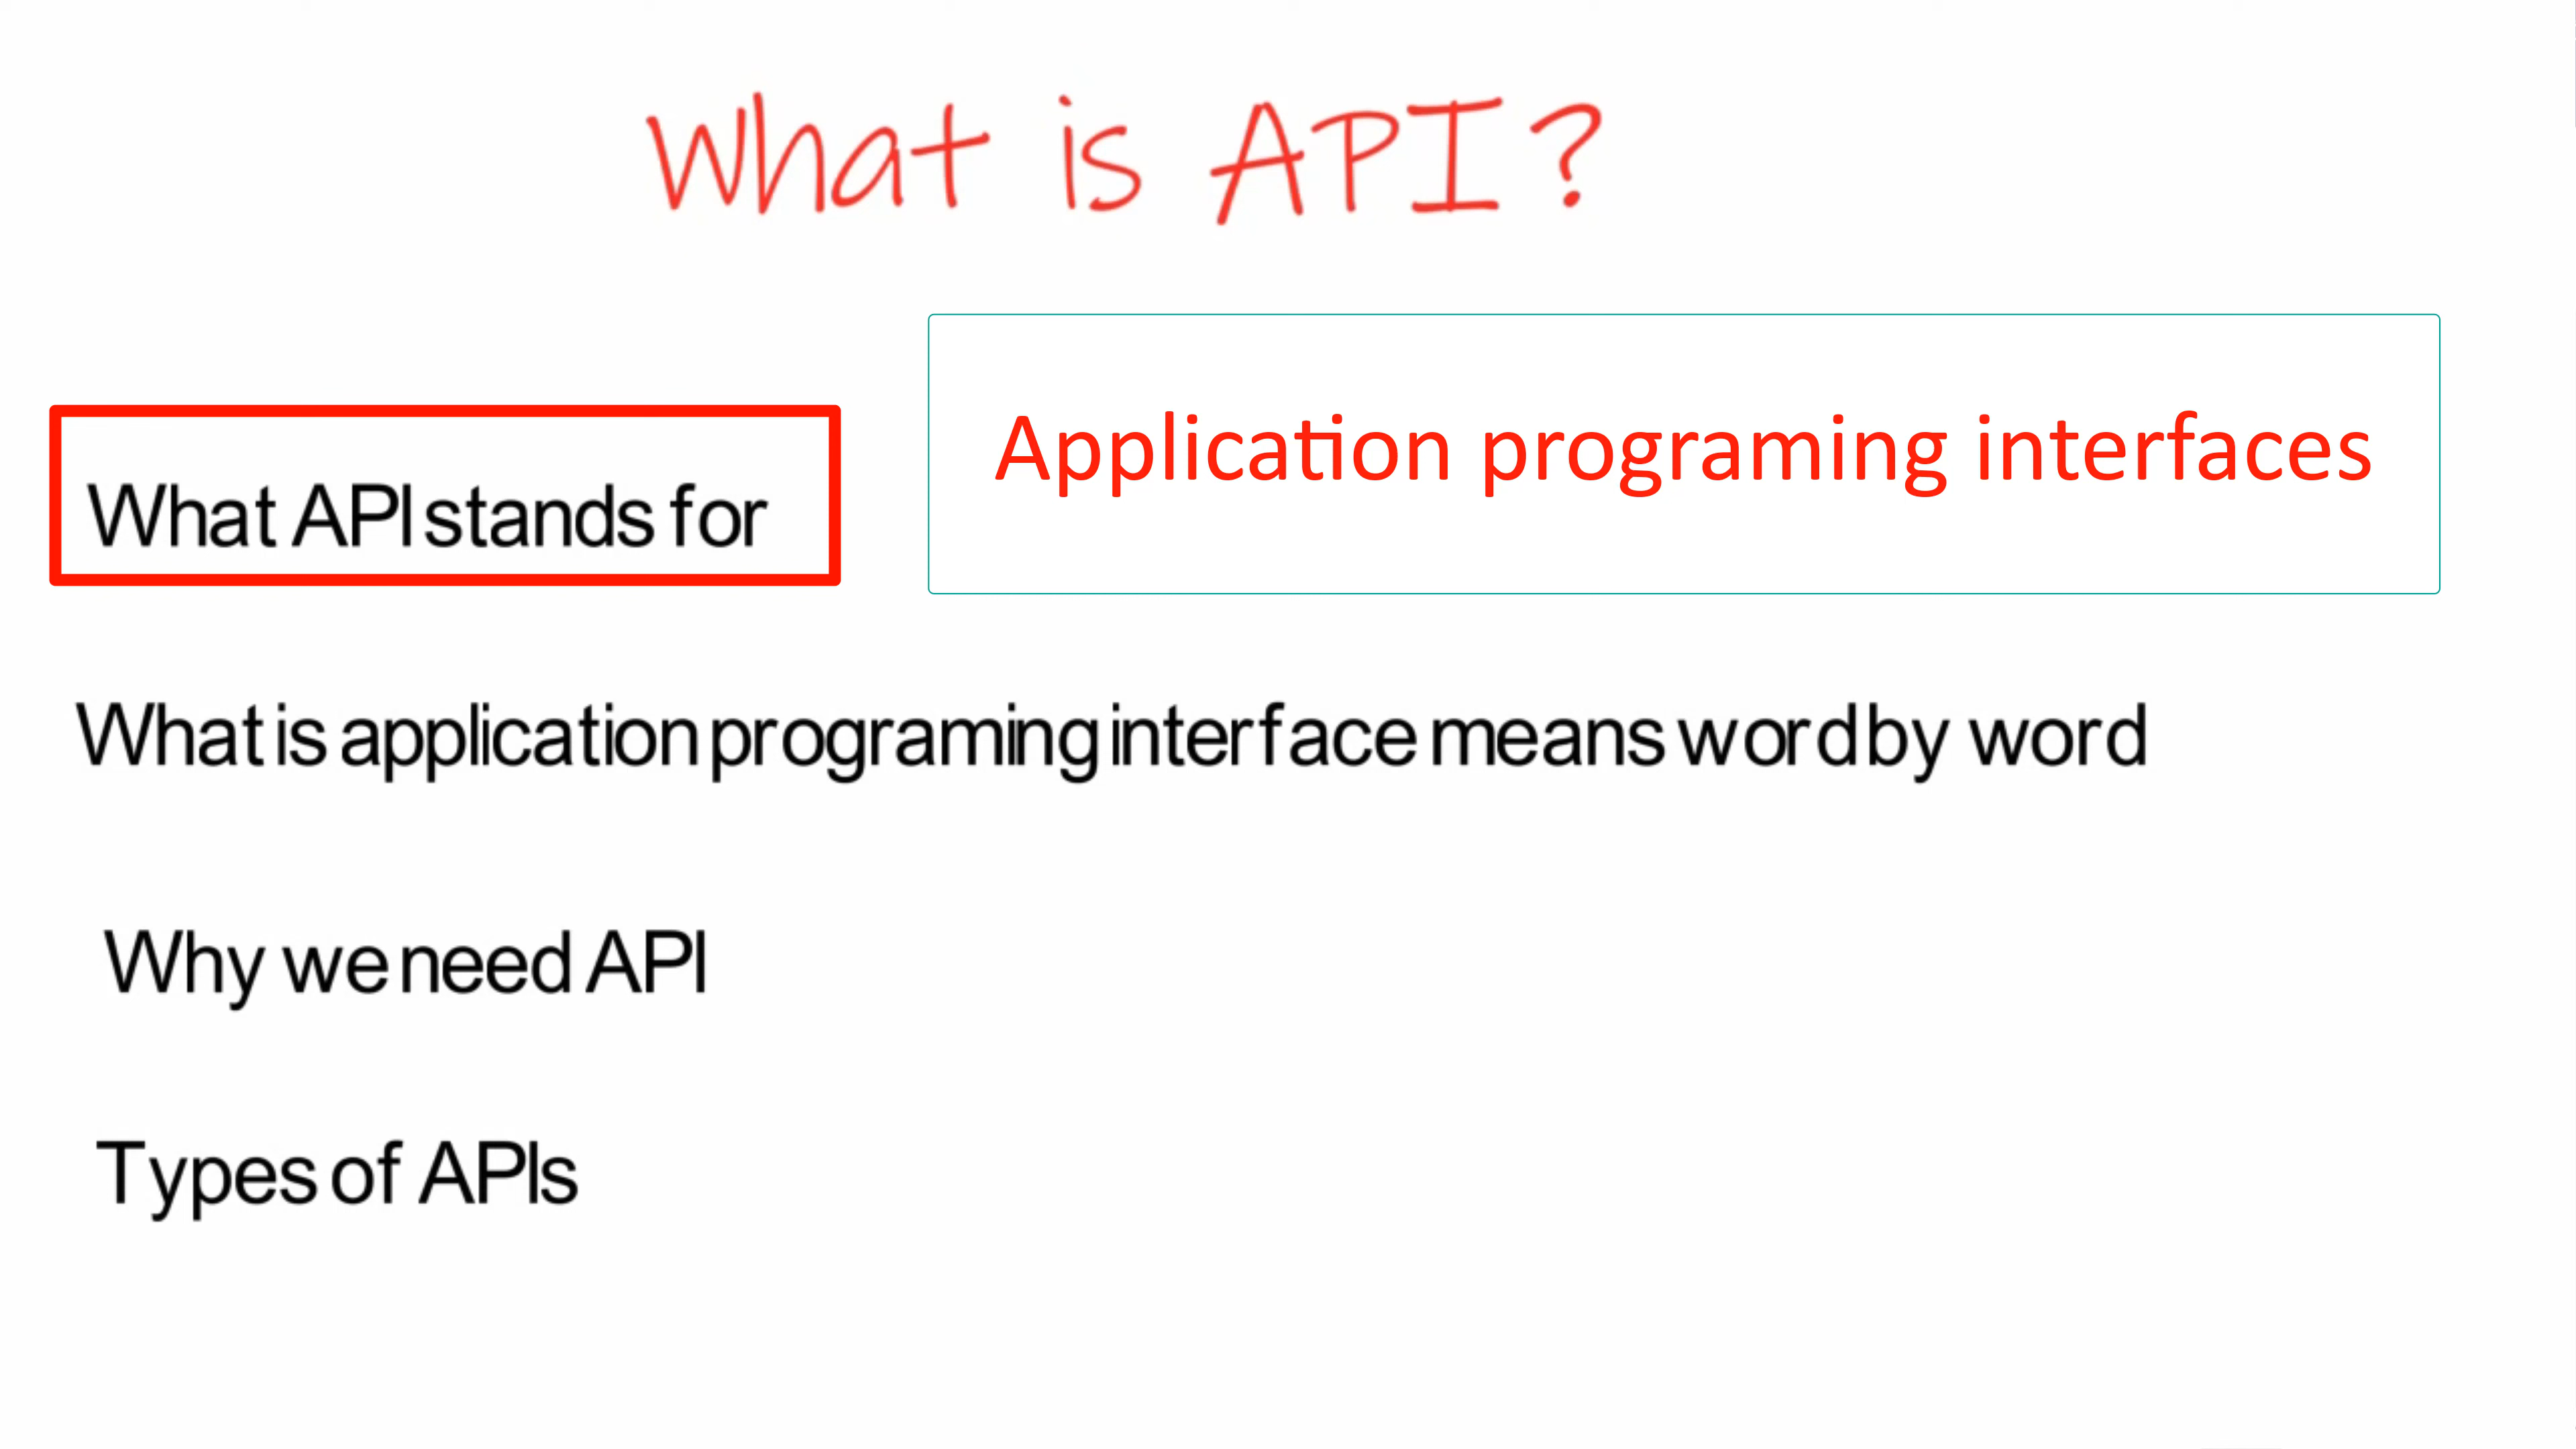 What is API?
What API stands for
Application programing interfaces
What is application programing interface means word by word
Why we need API
Types of APIs